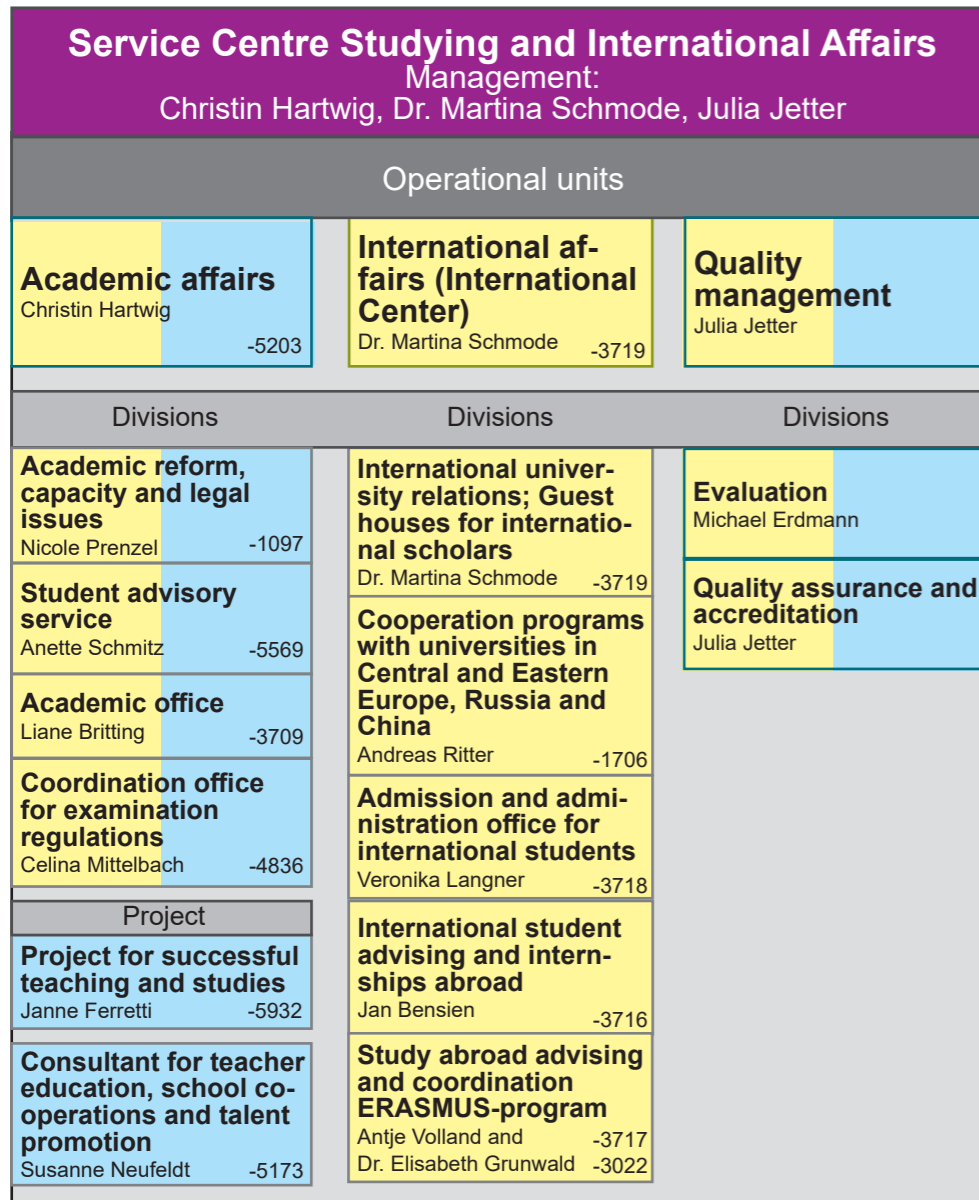 Service Centre Studying and International Affairs
Management:
Christin Hartwig, Dr. Martina Schmode, Julia Jetter
Operational units
Academic affairs
Christin Hartwig
-5203
International af-
fairs (International
Center)
Dr. Martina Schmode -3719
Quality
management
Julia Jetter
Divisions
Academic reform,
capacity and legal
issues
Nicole Prenzel -1097
Student advisory
service
Anette Schmitz -5569
Academic office
Liane Britting -3709
Coordination office
for examination
regulations
Celina Mittelbach -4836
Project
Project for successful
teaching and studies
Janne Ferretti -5932
Consultant for teacher
education, school co-
operations and talent
promotion
Susanne Neufeldt -5173
Divisions
International univer-
sity relations; Guest
houses for internatio-
nal scholars
Dr. Martina Schmode -3719
Cooperation programs
with universities in
Central and Eastern
Europe, Russia and
China
Andreas Ritter -1706
Admission and admi-
nistration office for
international students
Veronika Langner -3718
International student
advising and intern-
ships abroad
Jan Bensien -3716
Study abroad advising
and coordination
ERASMUS-program
Antje Volland and -3717
Dr. Elisabeth Grunwald -3022
Divisions
Evaluation
Michael Erdmann
Quality assurance and
accreditation
Julia Jetter